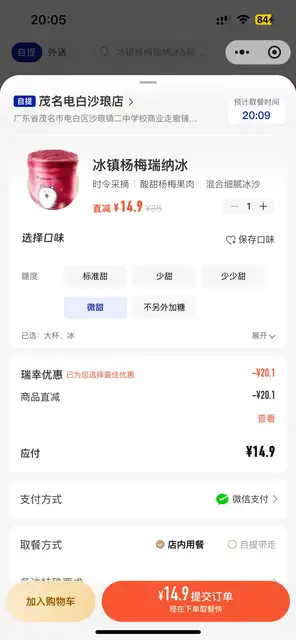 20:05
84
自提 外送
冰镇杨梅瑞纳冰
自提 茂名电白沙琅店 >
预计取餐时间
广东省茂名市电白区沙琅镇二中学校商业走廊铺...
20:09
冰镇杨梅瑞纳冰
时令采摘 | 酸甜杨梅果肉 | 混合细腻冰沙
直减 ¥14.9 ¥35
1
选择口味
保存口味
糖度
标准甜
少甜
少少甜
微甜
不另外加糖
已选：大杯、冰
展开
瑞幸优惠 已为您选择最佳优惠
-¥20.1
商品直减
-¥20.1
查看
应付
¥14.9
支付方式
微信支付 >
取餐方式
店内用餐
自提带走
加入购物车
¥14.9 提交订单
现在下单取餐快